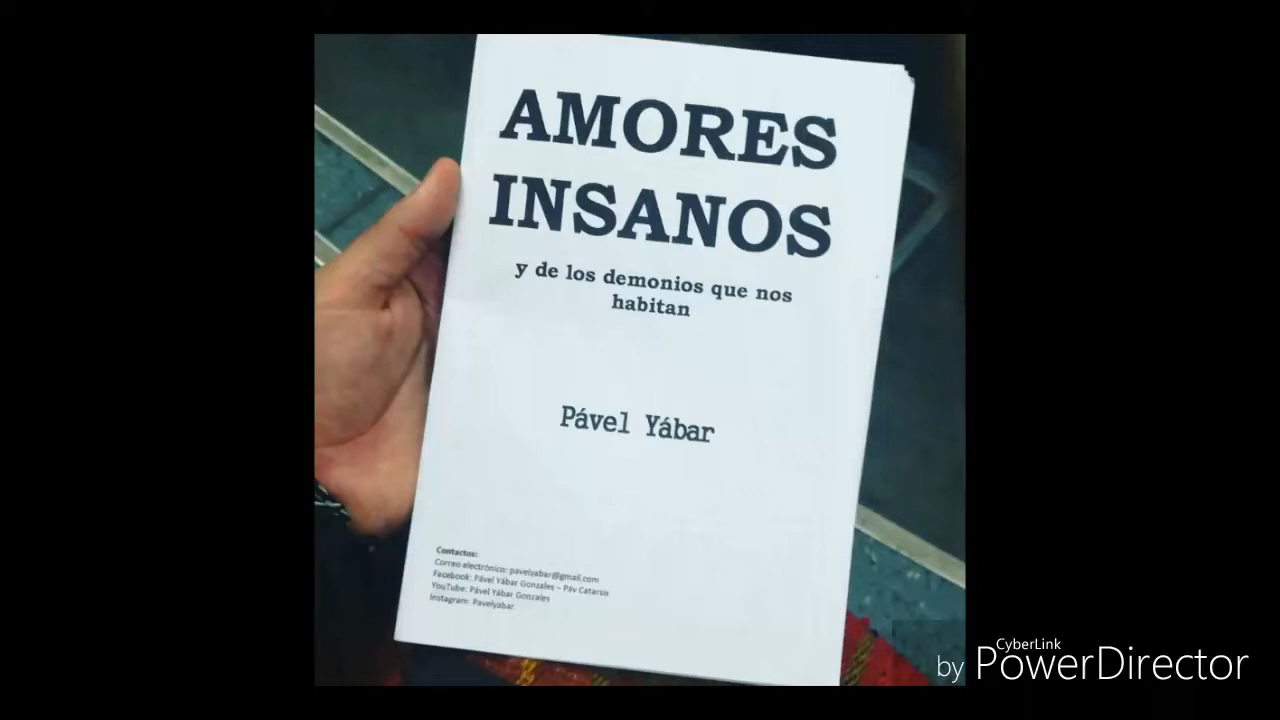 AMORES
INSANOS
y de los demonios que nos
habitan
Pável Yábar
Contactos:
Correo electrónico: pavelyabar@gmail.com
Facebook: Pável Yábar Gonzales – Páv Catarsis
YouTube: Pável Yábar Gonzales
Instagram: Pavelyabar
CyberLink
by PowerDirector